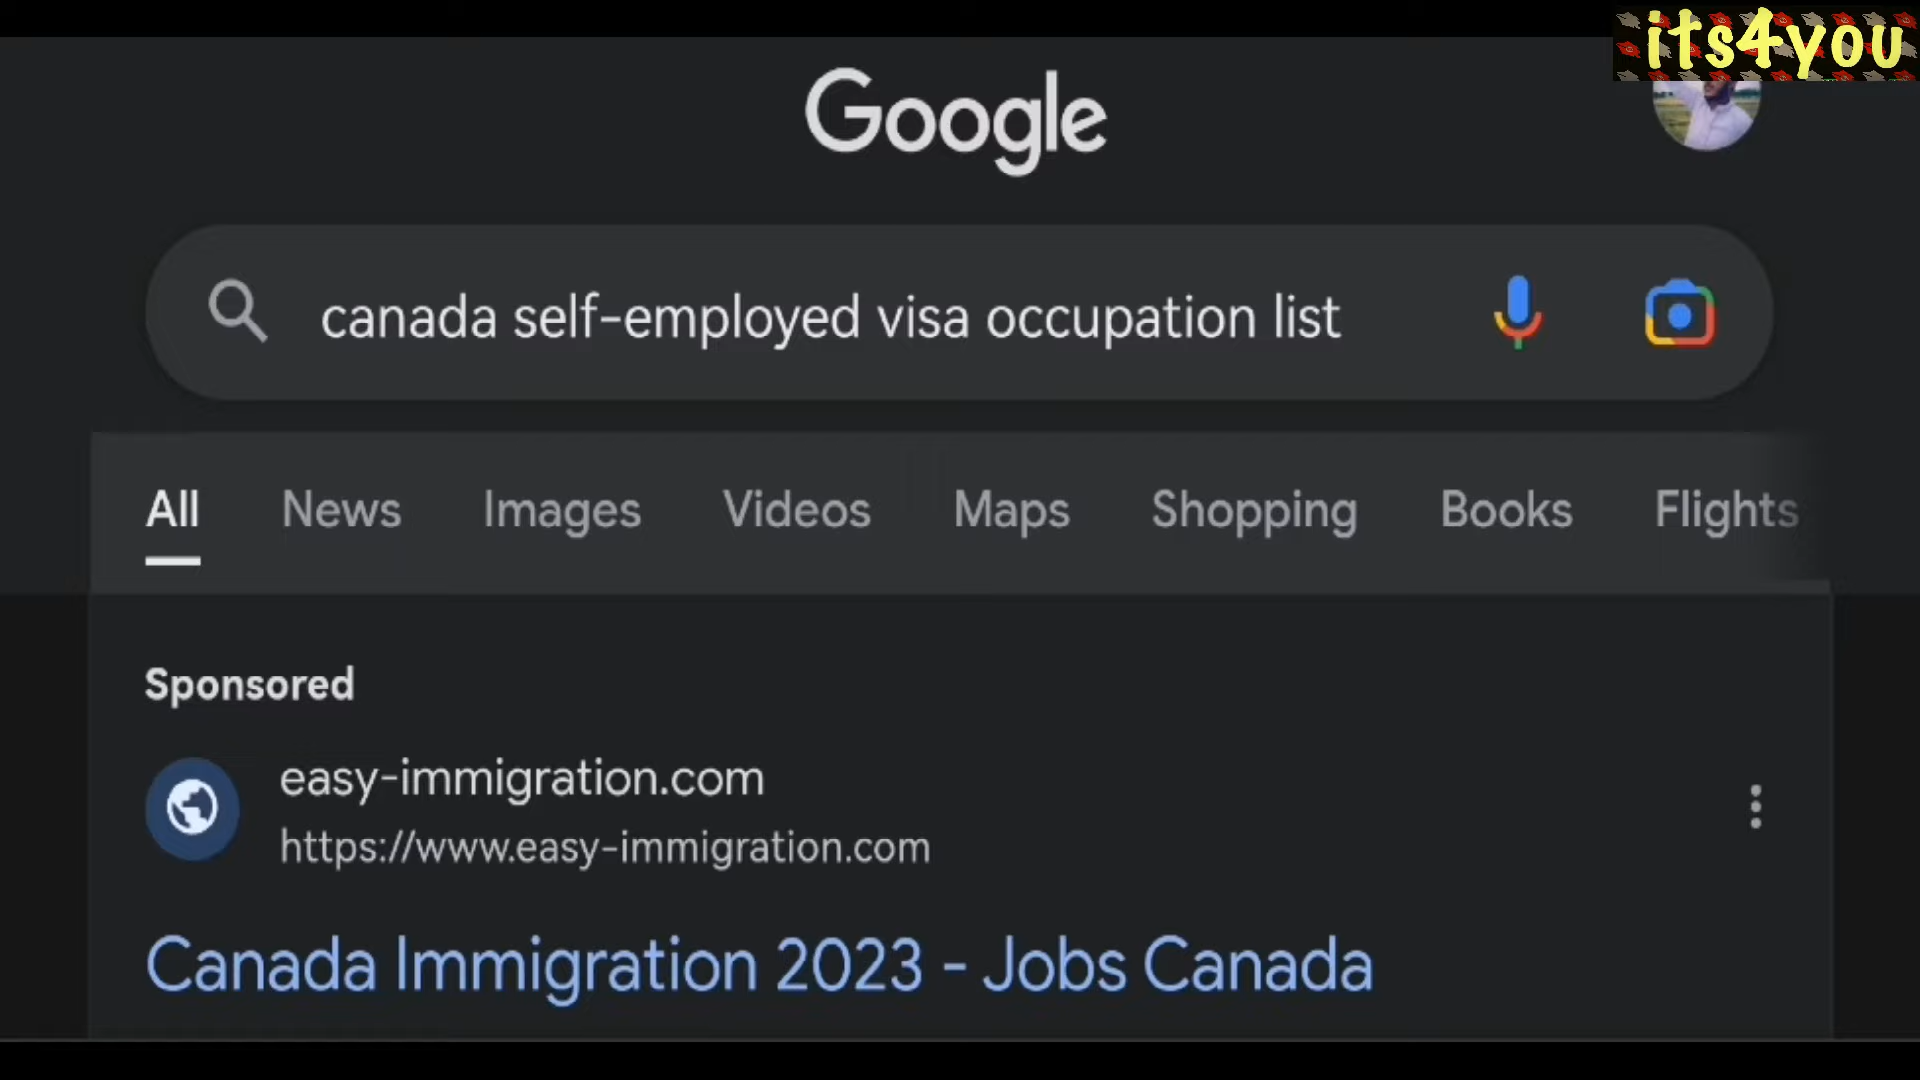 its4you
Google
canada self-employed visa occupation list
All News Images Videos Maps Shopping Books Flights
Sponsored
easy-immigration.com
https://www.easy-immigration.com
Canada Immigration 2023 - Jobs Canada